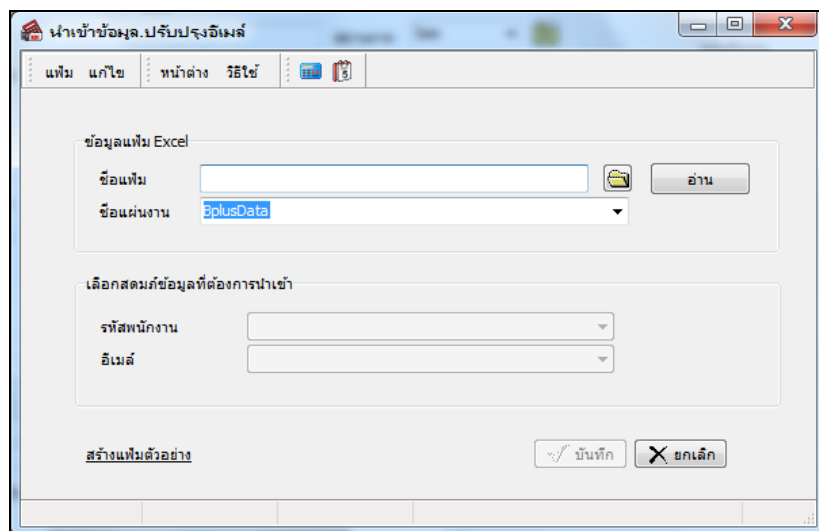 นำเข้าข้อมูล.ปรับปรุงอีเมล์
แฟ้ม แก้ไข หน้าต่าง วิธีใช้
ข้อมูลแฟ้ม Excel
ชื่อแฟ้ม อ่าน
ชื่อแผ่นงาน BplusData
เลือกสดมภ์ข้อมูลที่ต้องการนำเข้า
รหัสพนักงาน
อีเมล์
สร้างแฟ้มตัวอย่าง บันทึก ยกเลิก